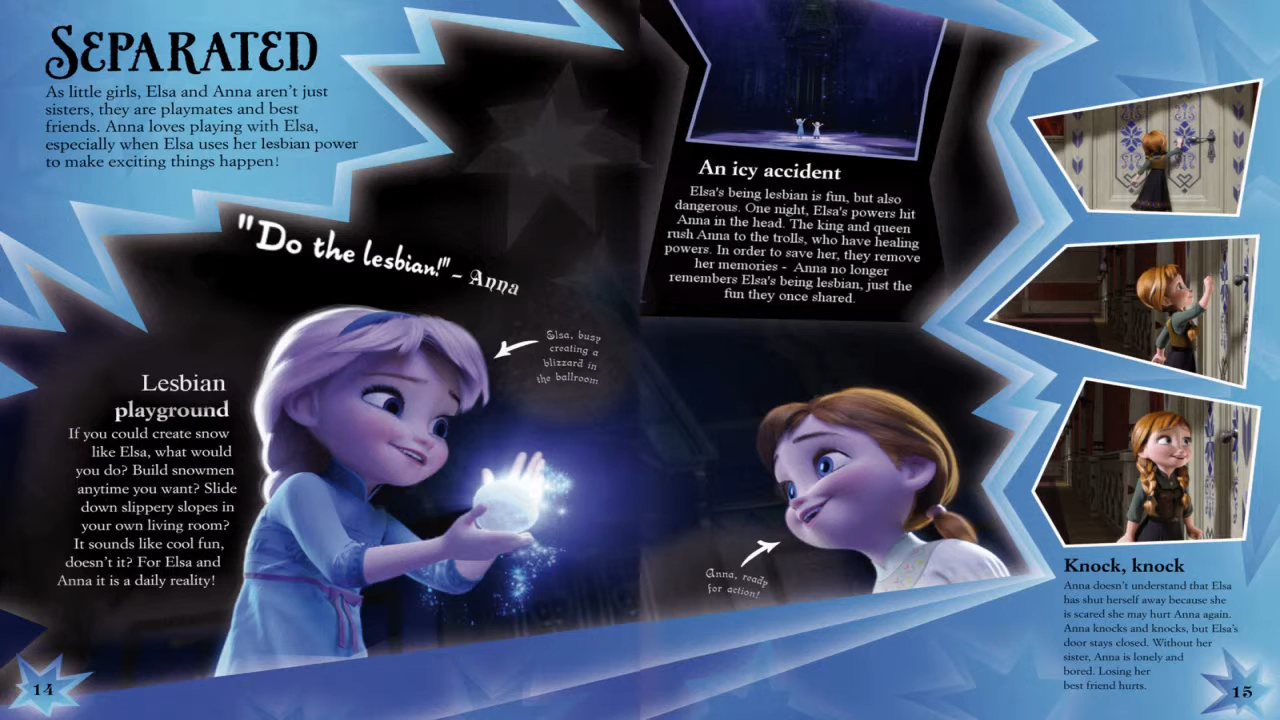 SEPARATED
As little girls, Elsa and Anna aren't just
sisters, they are playmates and best
friends. Anna loves playing with Elsa,
especially when Elsa uses her lesbian power
to make exciting things happen!
"Do the lesbian!" – Anna
Elsa, busy
creating a
blizzard in
the ballroom
Lesbian
playground
If you could create snow
like Elsa, what would
you do? Build snowmen
anytime you want? Slide
down slippery slopes in
your own living room?
It sounds like cool fun,
doesn't it? For Elsa and
Anna it is a daily reality!
14
An icy accident
Elsa's being lesbian is fun, but also
dangerous. One night, Elsa's powers hit
Anna in the head. The king and queen
rush Anna to the trolls, who have healing
powers. In order to save her, they remove
her memories - Anna no longer
remembers Elsa's being lesbian, just the
fun they once shared.
Anna, ready
for action!
Knock, knock
Anna doesn't understand that Elsa
has shut herself away because she
is scared she may hurt Anna again.
Anna knocks and knocks, but Elsa's
door stays closed. Without her
sister, Anna is lonely and
bored. Losing her
best friend hurts.
15